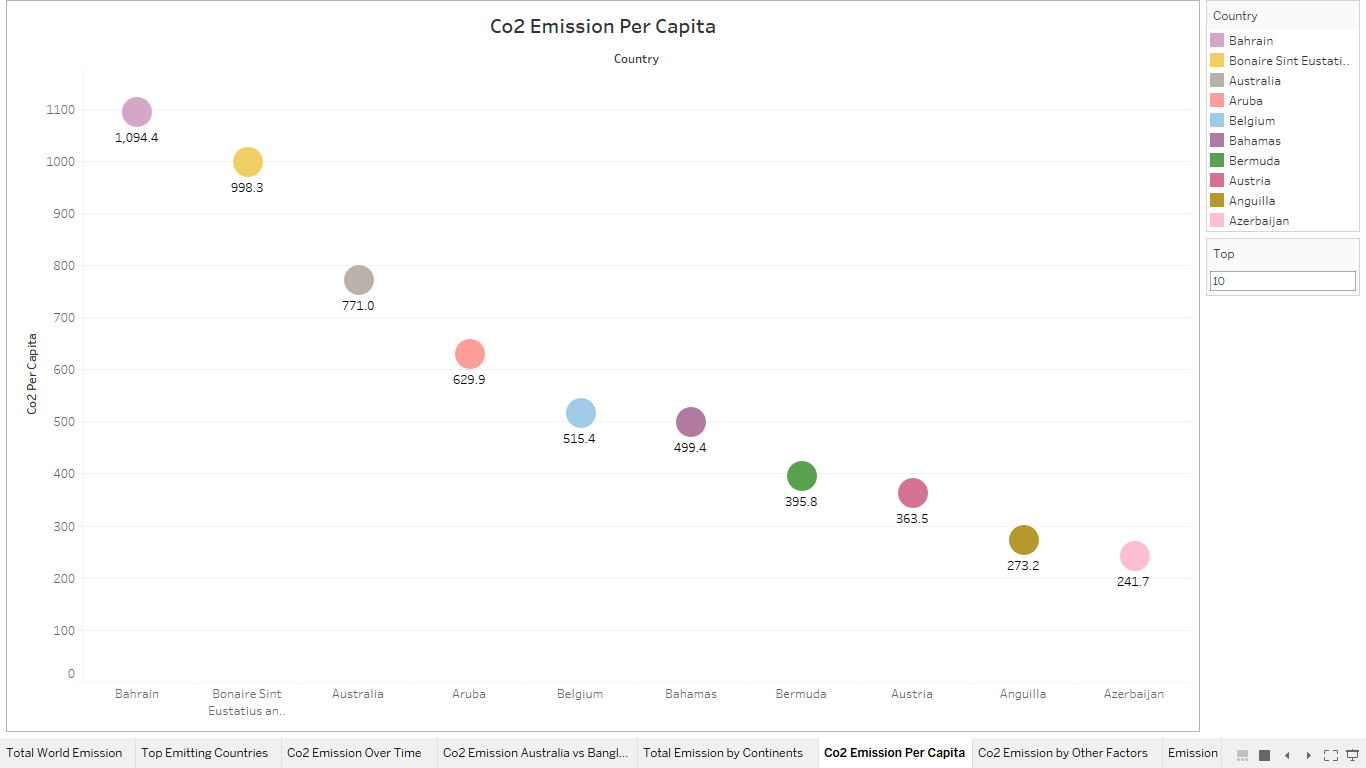 Co2 Emission Per Capita
Country
1100
1000
900
800
700
600
500
400
300
200
100
0
Co2 Per Capita
1,094.4
998.3
771.0
629.9
515.4
499.4
395.8
363.5
273.2
241.7
Bahrain
Bonaire Sint
Eustatius an..
Australia
Aruba
Belgium
Bahamas
Bermuda
Austria
Anguilla
Azerbaijan
Country
Bahrain
Bonaire Sint Eustati..
Australia
Aruba
Belgium
Bahamas
Bermuda
Austria
Anguilla
Azerbaijan
Top
10
Total World Emission
Top Emitting Countries
Co2 Emission Over Time
Co2 Emission Australia vs Bangl...
Total Emission by Continents
Co2 Emission Per Capita
Co2 Emission by Other Factors
Emission